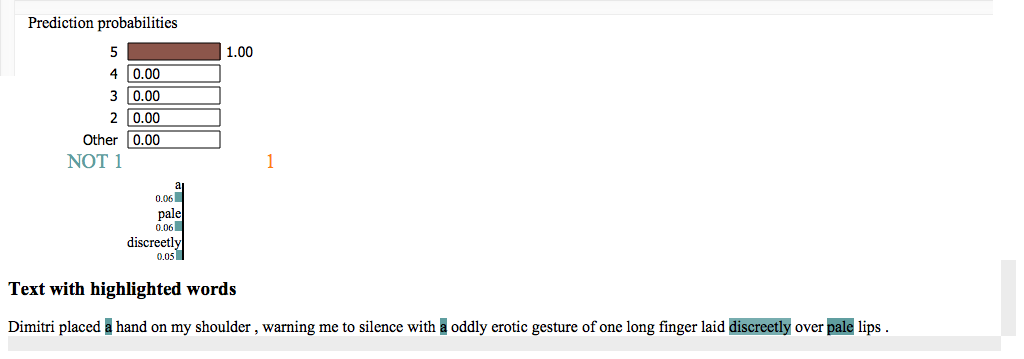 Prediction probabilities
5 1.00
4 0.00
3 0.00
2 0.00
Other 0.00
NOT 1 1
a
0.06
pale
0.06
discreetly
0.05
Text with highlighted words
Dimitri placed a hand on my shoulder , warning me to silence with a oddly erotic gesture of one long finger laid discreetly over pale lips .